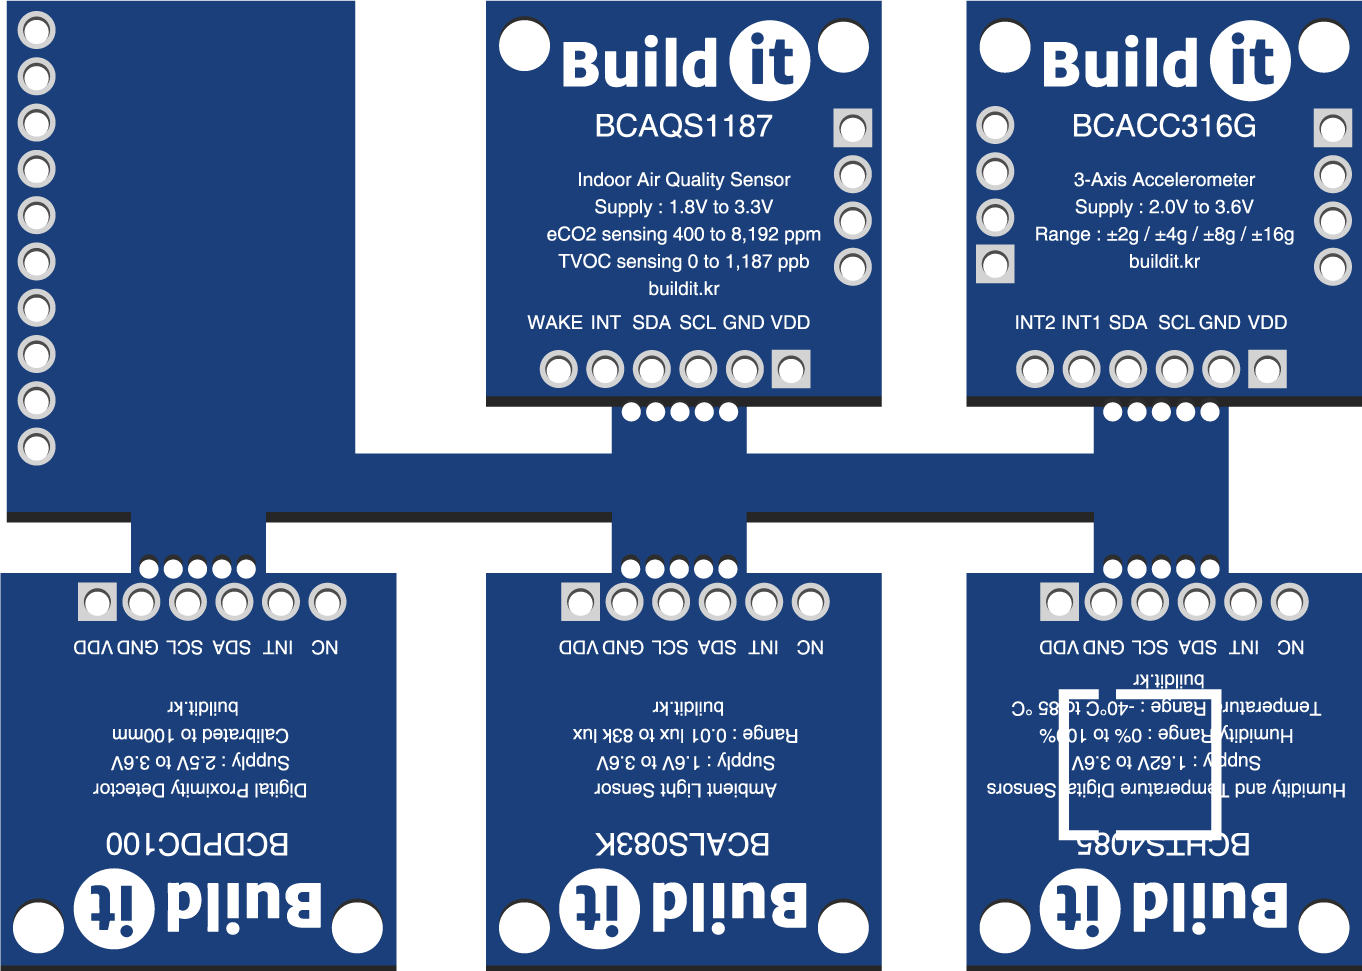 Build it
BCAQS1187
Indoor Air Quality Sensor
Supply : 1.8V to 3.3V
eCO2 sensing 400 to 8,192 ppm
TVOC sensing 0 to 1,187 ppb
buildit.kr
WAKE INT SDA SCL GND VDD
Build it
BCACC316G
3-Axis Accelerometer
Supply : 2.0V to 3.6V
Range : ±2g / ±4g / ±8g / ±16g
buildit.kr
INT2 INT1 SDA SCL GND VDD
Build it
BCDPDC100
Digital Proximity Detector
Supply : 2.5V to 3.6V
Calibrated to 100mm
buildit.kr
NC INT SDA SCL GND VDD
Build it
BCALS083K
Ambient Light Sensor
Supply : 1.6V to 3.6V
Range : 0.01 lux to 83k lux
buildit.kr
NC INT SDA SCL GND VDD
Build it
BCHTS4085
Humidity and Temperature Digital Sensors
Supply : 1.62V to 3.6V
Humidity Range : 0% to 100%
Temperature Range : -40°C to 85 °C
buildit.kr
NC INT SDA SCL GND VDD